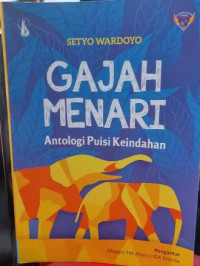 SETYO WARDOYO
GAJAH
MENARI
Antologi Puisi Keindahan
Pengantar